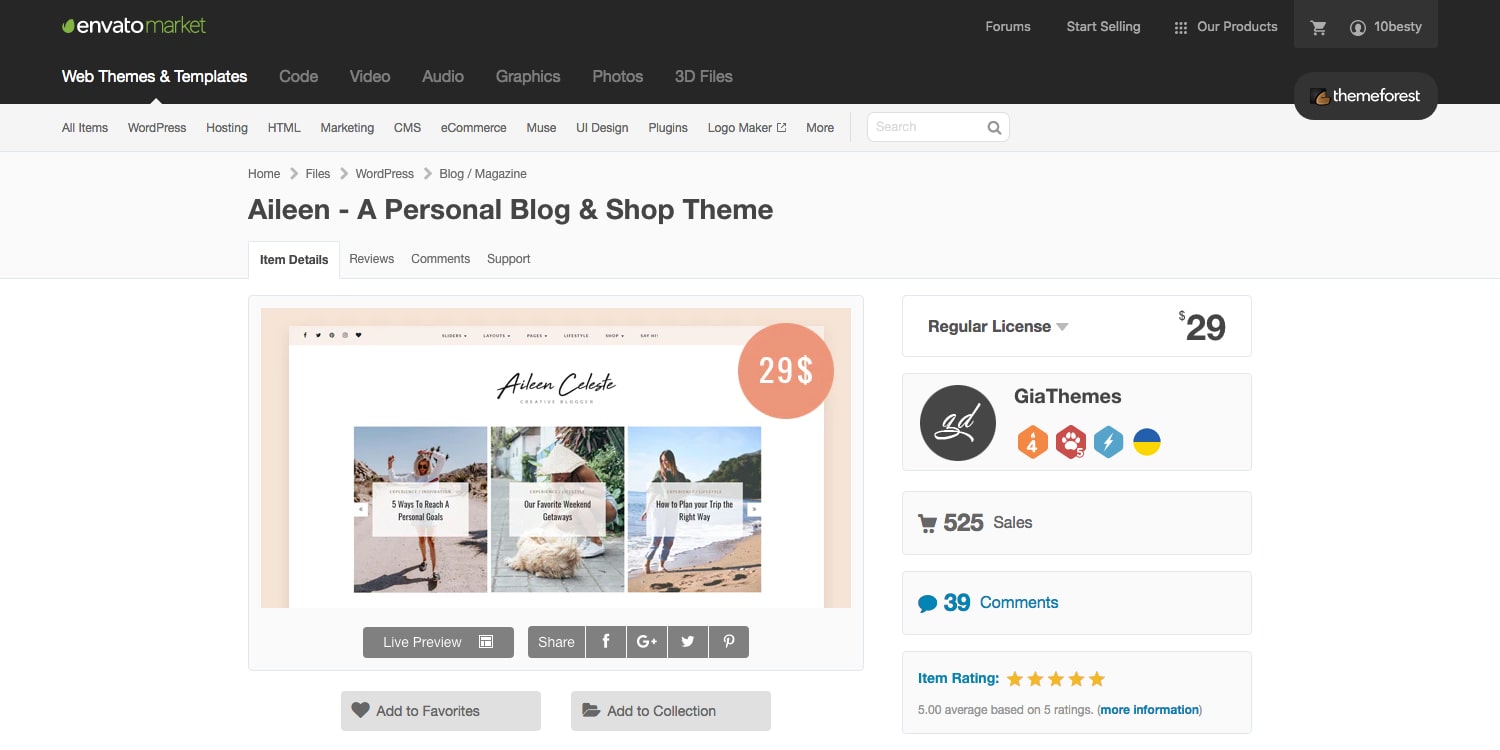 envatomarket
Forums Start Selling Our Products 10besty
Web Themes & Templates Code Video Audio Graphics Photos 3D Files
themeforest
All Items WordPress Hosting HTML Marketing CMS eCommerce Muse UI Design Plugins Logo Maker More Search
Home Files WordPress Blog / Magazine
Aileen - A Personal Blog & Shop Theme
Item Details Reviews Comments Support
SLIDERS LAYOUTS PAGES LIFESTYLE SHOP SAY HI!
29$
Aileen Celeste
CREATIVE BLOGGER
EXPERIENCE / INSPIRATION
5 Ways To Reach A
Personal Goals
EXPERIENCE / LIFESTYLE
Our Favorite Weekend
Getaways
EXPERIENCE / LIFESTYLE
How to Plan your Trip the
Right Way
Live Preview Share f G+
Add to Favorites Add to Collection
Regular License $29
gd
GiaThemes
4 5
525 Sales
39 Comments
Item Rating:
5.00 average based on 5 ratings. (more information)